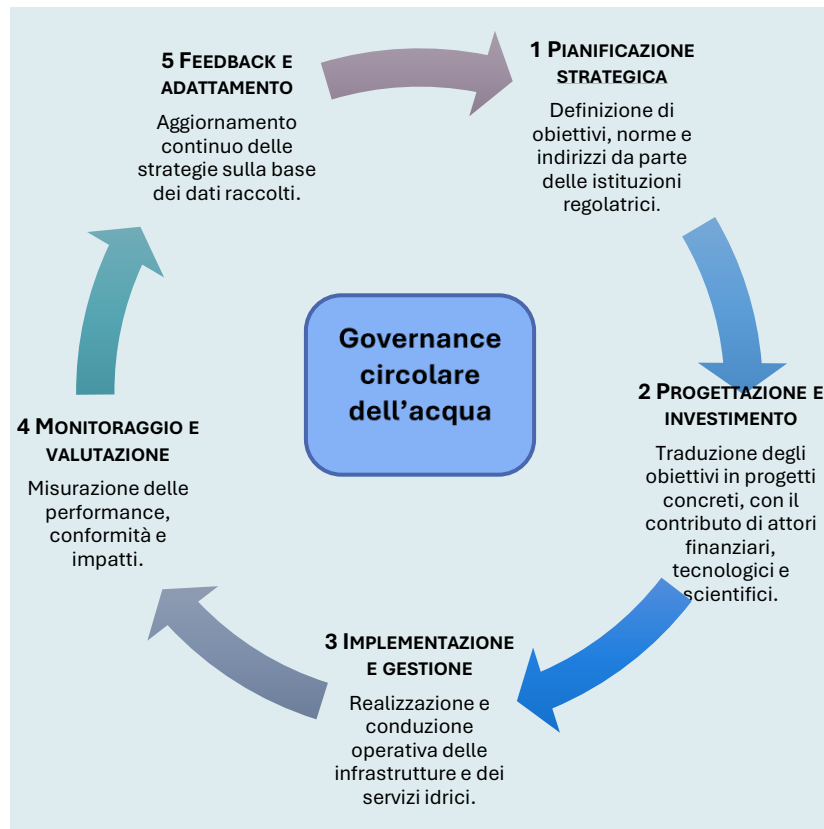 1 PIANIFICAZIONE
STRATEGICA
Definizione di
obiettivi, norme e
indirizzi da parte
delle istituzioni
regolatrici.
2 PROGETTAZIONE E
INVESTIMENTO
Traduzione degli
obiettivi in progetti
concreti, con il
contributo di attori
finanziari,
tecnologici e
scientifici.
3 IMPLEMENTAZIONE
E GESTIONE
Realizzazione e
conduzione
operativa delle
infrastrutture e dei
servizi idrici.
4 MONITORAGGIO E
VALUTAZIONE
Misurazione delle
performance,
conformità e
impatti.
5 FEEDBACK E
ADATTAMENTO
Aggiornamento
continuo delle
strategie sulla base
dei dati raccolti.
Governance
circolare
dell’acqua